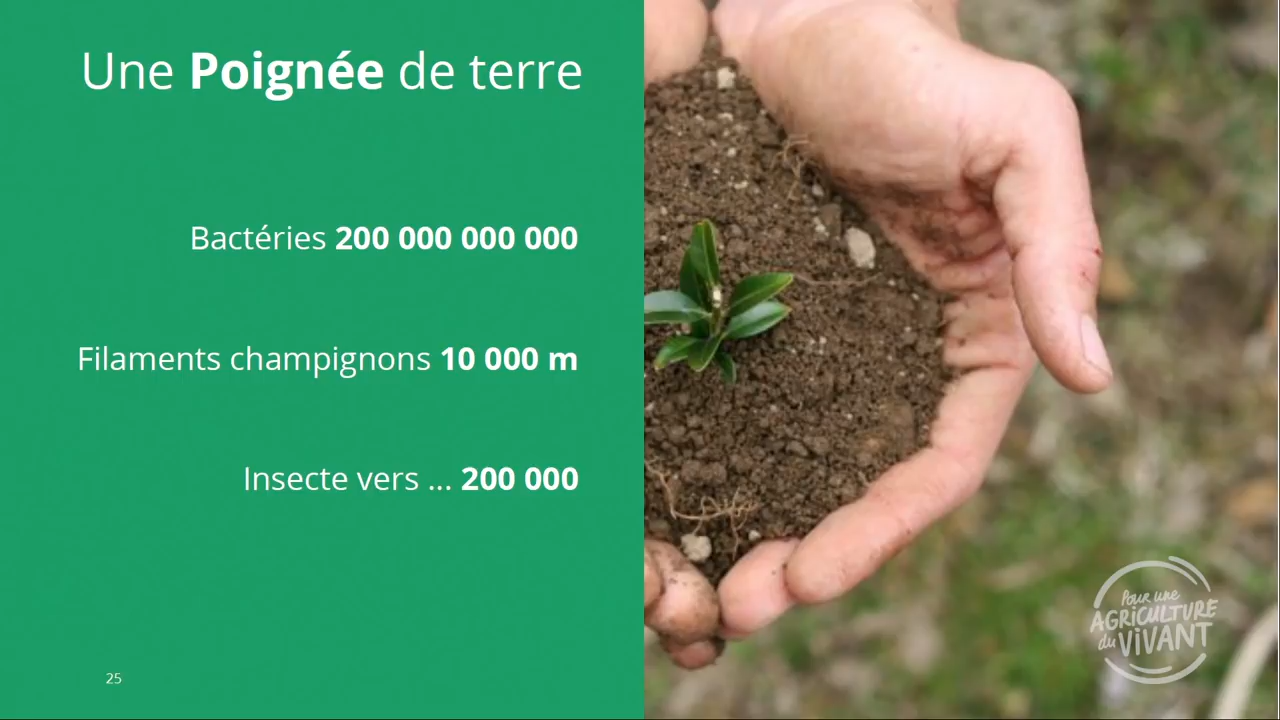 Une Poignée de terre
Bactéries 200 000 000 000
Filaments champignons 10 000 m
Insecte vers ... 200 000
25
Pour une
AGRICULTURE
du VIVANT